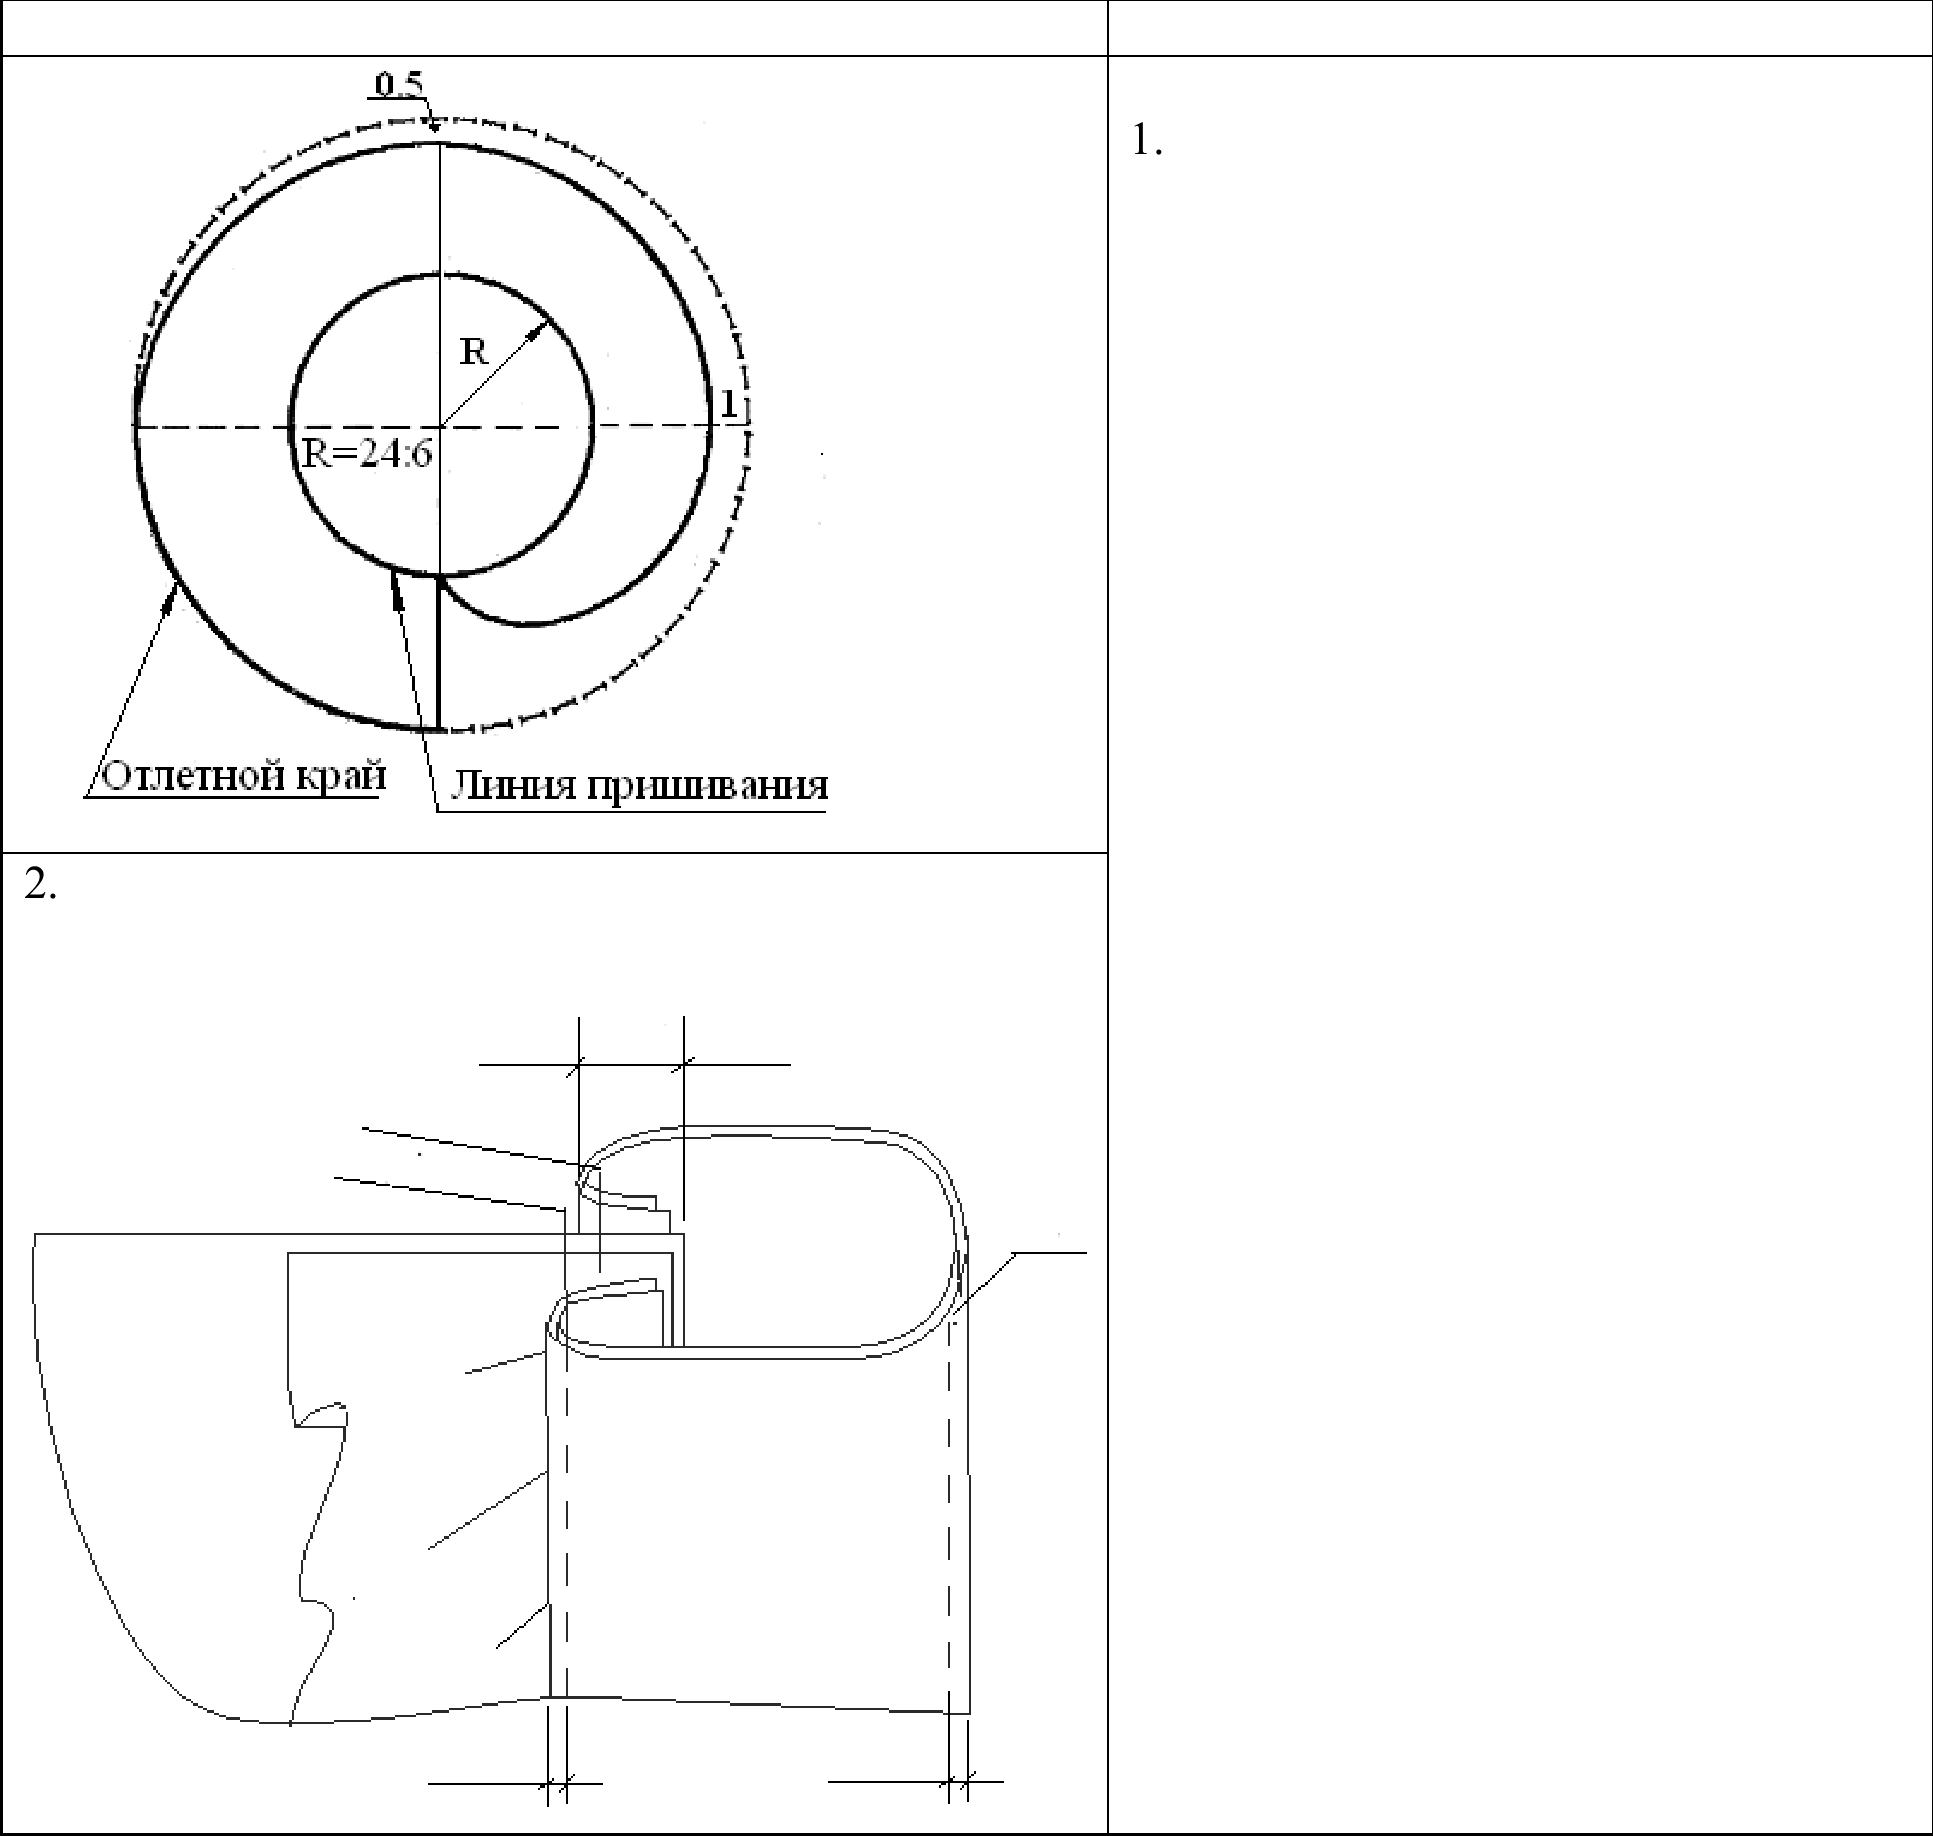 0.5
1.
R
1
R=24:6
Отлетной край
Линия пришивания
2.